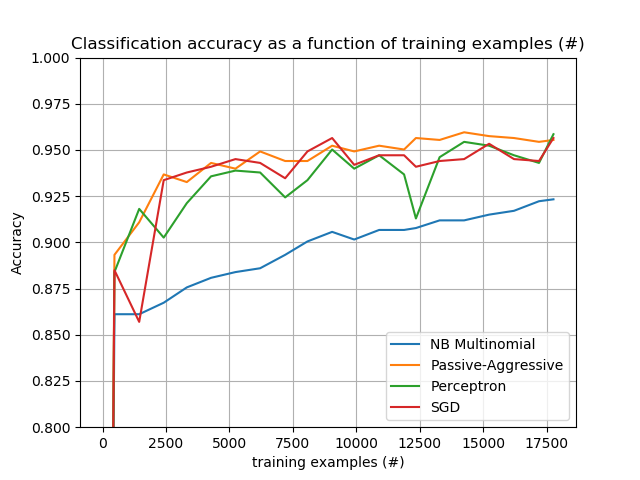 Classification accuracy as a function of training examples (#)
1.000
0.975
0.950
0.925
0.900
0.875
0.850
0.825
0.800
Accuracy
NB Multinomial
Passive-Aggressive
Perceptron
SGD
0 2500 5000 7500 10000 12500 15000 17500
training examples (#)